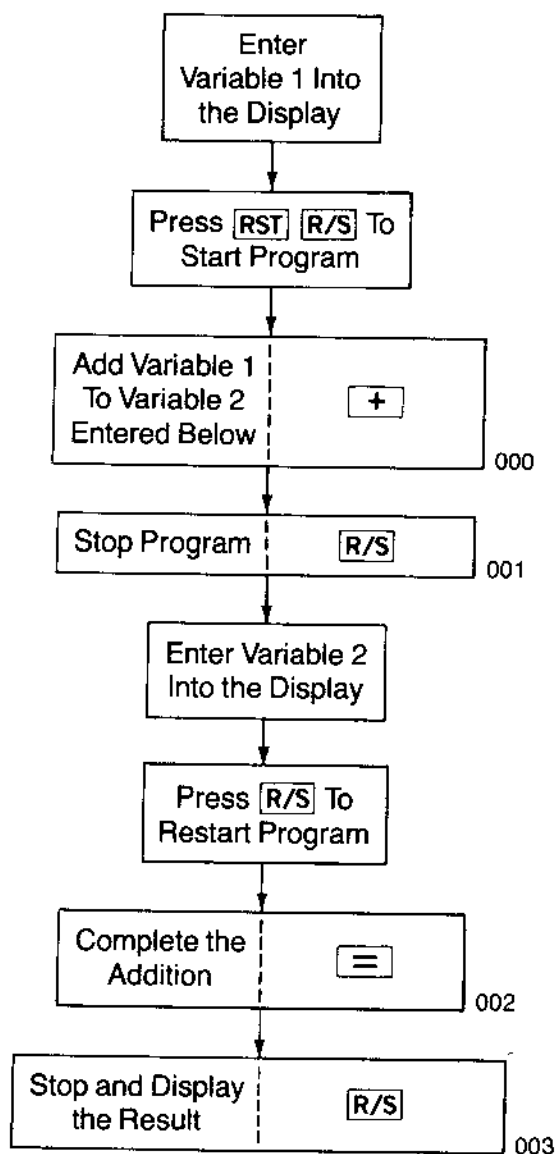 Enter
Variable 1 Into
the Display
Press RST R/S To
Start Program
Add Variable 1
To Variable 2
Entered Below
+
000
Stop Program
R/S
001
Enter Variable 2
Into the Display
Press R/S To
Restart Program
Complete the
Addition
=
002
Stop and Display
the Result
R/S
003